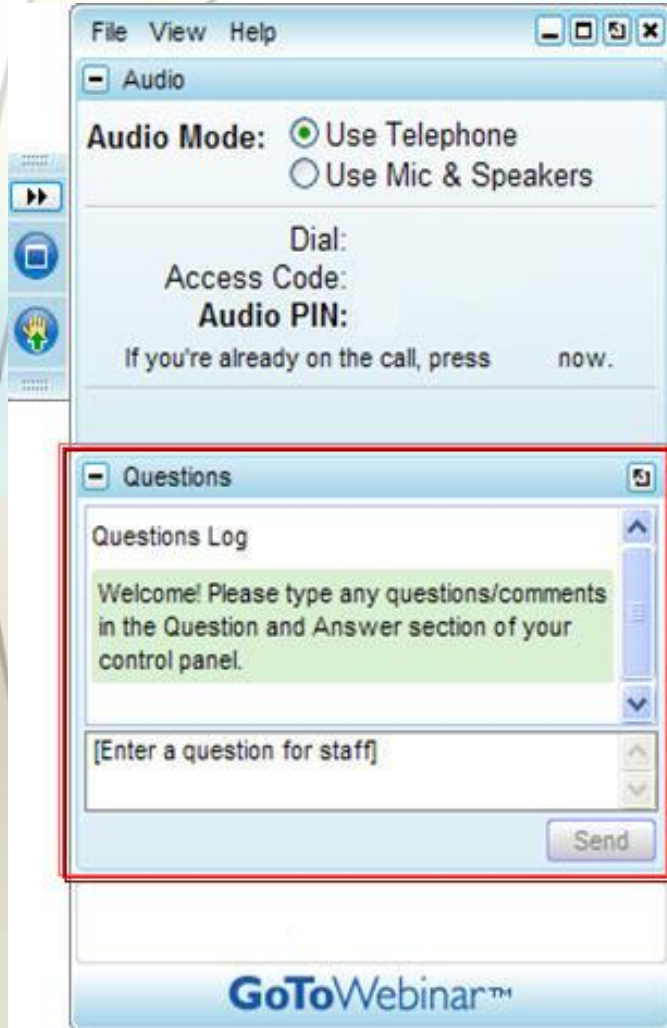 File View Help
Audio
Audio Mode: Use Telephone
Use Mic & Speakers
Dial:
Access Code:
Audio PIN:
If you're already on the call, press now.
Questions
Questions Log
Welcome! Please type any questions/comments
in the Question and Answer section of your
control panel.
[Enter a question for staff]
Send
GoToWebinar™